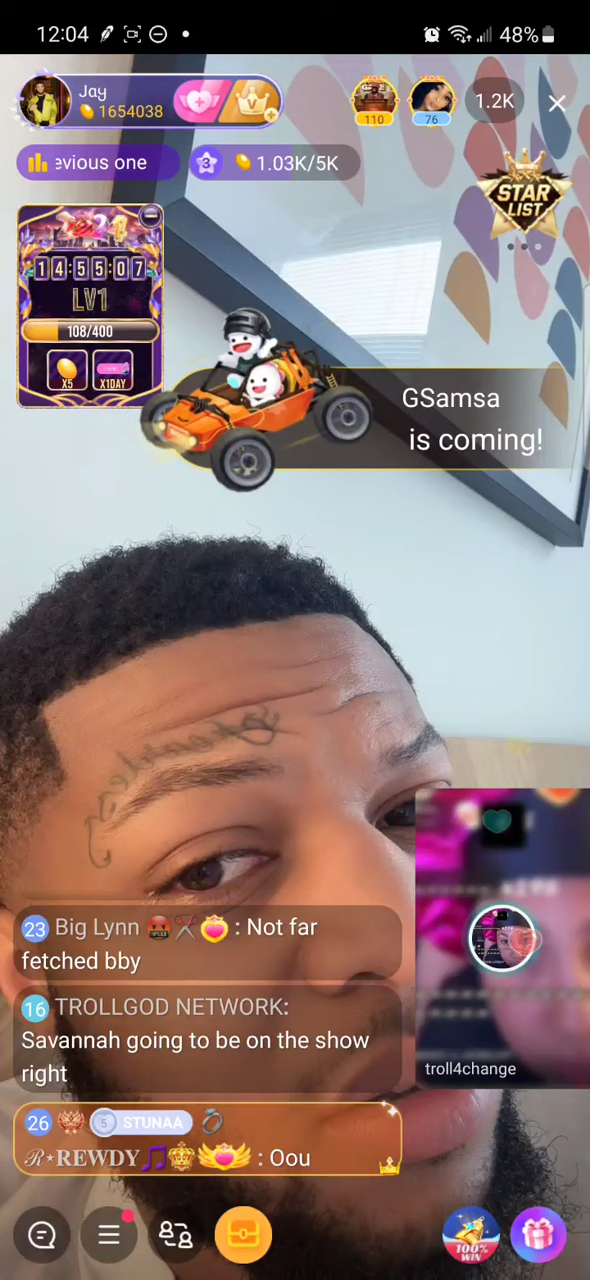 12:04
48%
Jay
1654038
110
76
1.2K
evious one
3
1.03K/5K
STAR
LIST
14:55:07
LV1
108/400
X5
X1DAY
GSamsa
is coming!
23 Big Lynn 🤬✂️💝 : Not far
fetched bby
16 TROLLGOD NETWORK:
Savannah going to be on the show
right
troll4change
26 5 STUNAA 💍
ℛ⋆REWDY🎵👑 : Oou
100%
WIN